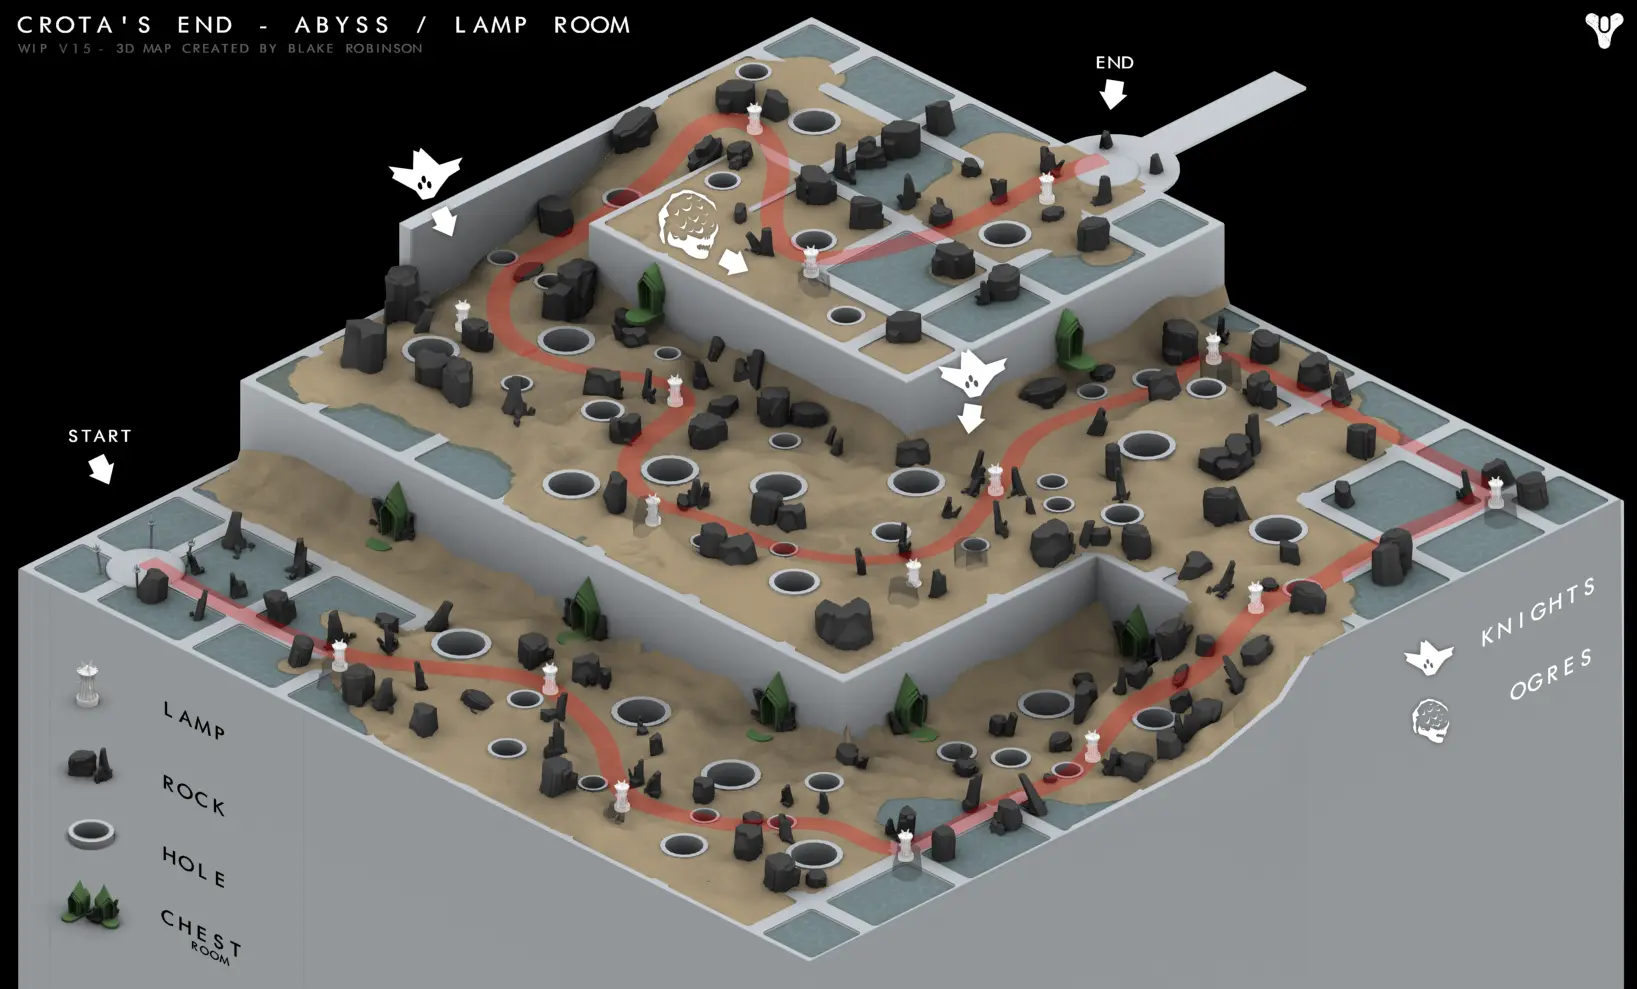 CROTA'S END - ABYSS / LAMP ROOM
WIP V15 - 3D MAP CREATED BY BLAKE ROBINSON
END
START
KNIGHTS
OGRES
LAMP
ROCK
HOLE
CHEST
ROOM